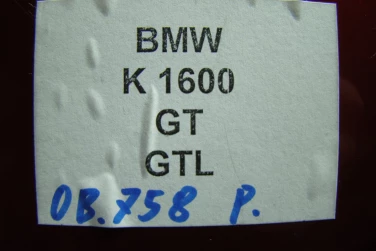 BMW
K 1600
GT
GTL
OB.758 P.